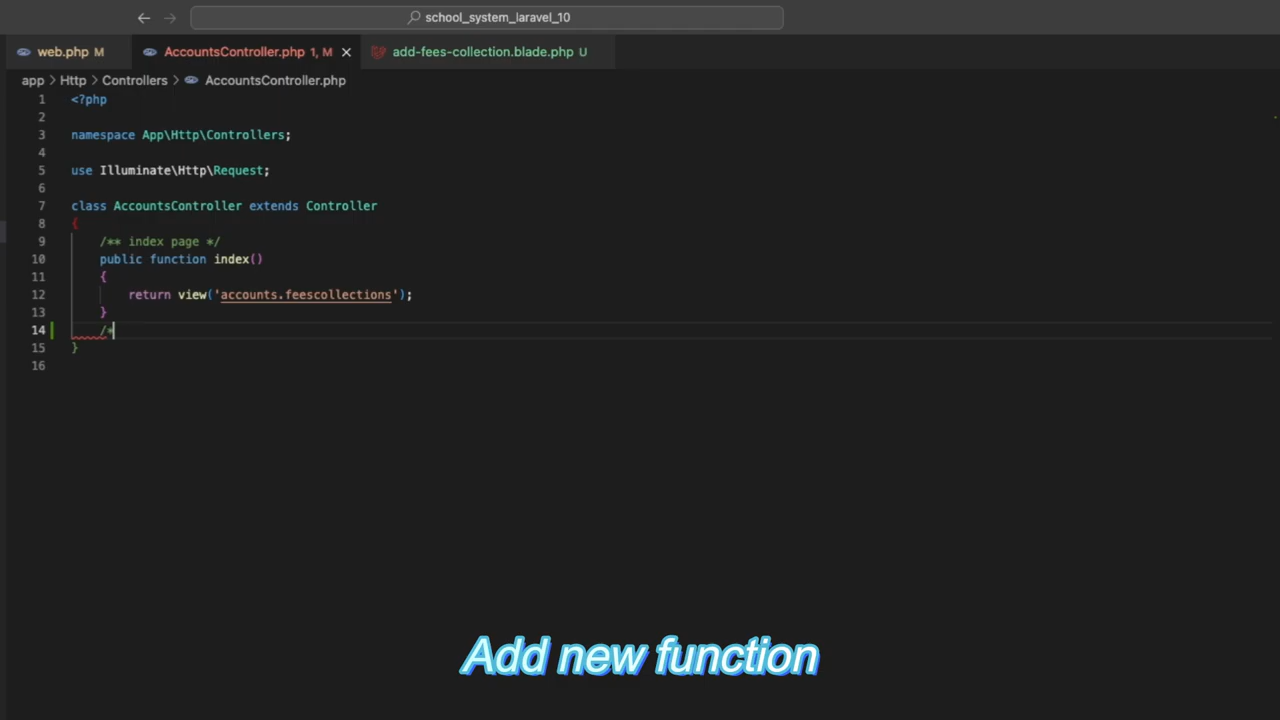 school_system_laravel_10
web.php M
AccountsController.php 1, M
add-fees-collection.blade.php U
app > Http > Controllers > AccountsController.php
1 <?php
2
3 namespace App\Http\Controllers;
4
5 use Illuminate\Http\Request;
6
7 class AccountsController extends Controller
8 {
9 /** index page */
10 public function index()
11 {
12 return view('accounts.feescollections');
13 }
14 /*
15 }
16
Add new function